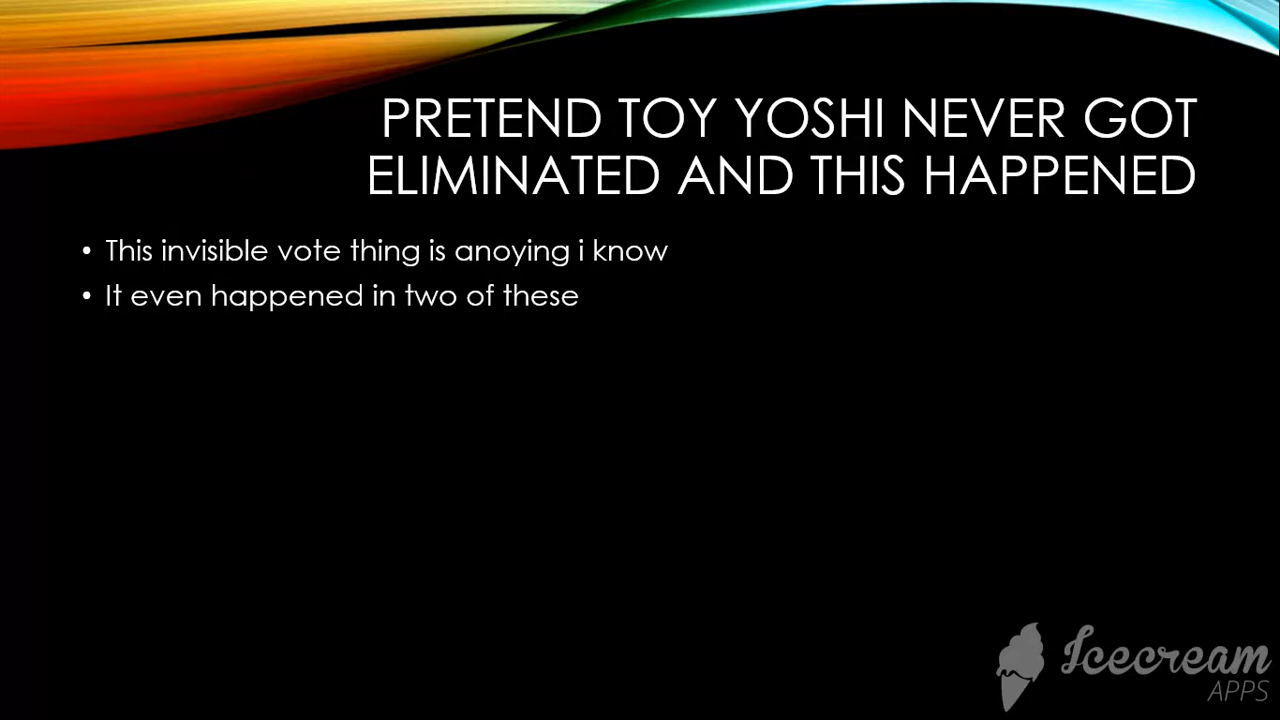 PRETEND TOY YOSHI NEVER GOT
ELIMINATED AND THIS HAPPENED
• This invisible vote thing is anoying i know
• It even happened in two of these
Icecream
APPS